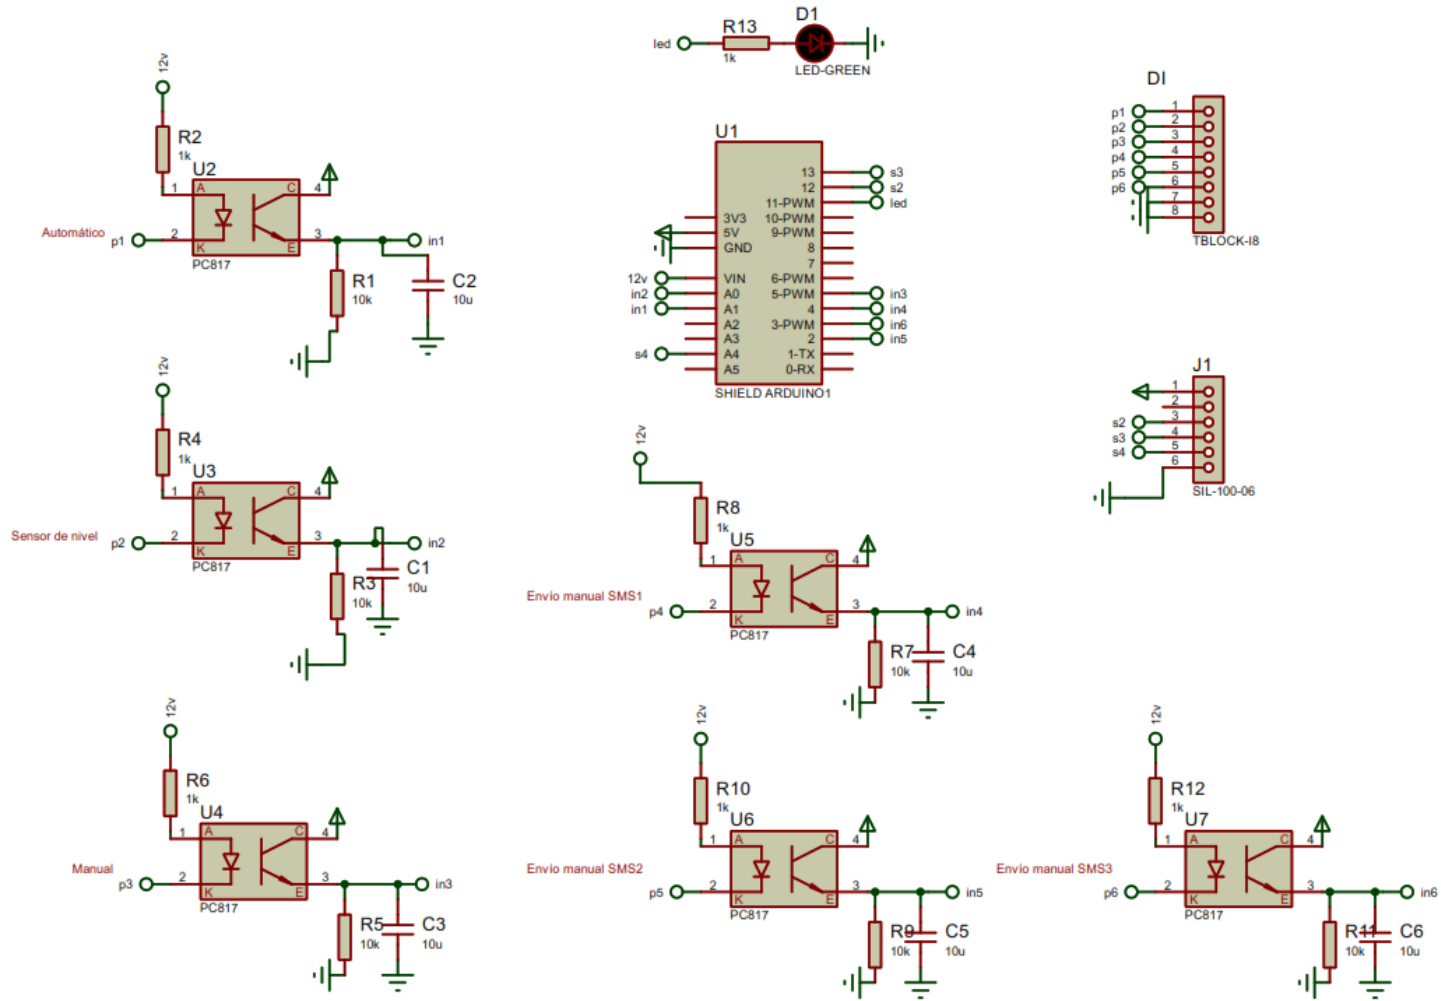 led
R13
1k
D1
LED-GREEN
12v
R2
1k
U2
1
A
C
4
Automático
p1
2
K
E
3
in1
PC817
R1
10k
C2
10u
U1
3V3
5V
GND
12v
VIN
in2
A0
in1
A1
A2
A3
s4
A4
A5
13
s3
12
s2
11-PWM
led
10-PWM
9-PWM
8
7
6-PWM
5-PWM
in3
4
in4
3-PWM
in6
2
in5
1-TX
0-RX
SHIELD ARDUINO1
DI
p1
1
p2
2
p3
3
p4
4
p5
5
p6
6
7
8
TBLOCK-I8
J1
1
2
s2
3
s3
4
s4
5
6
SIL-100-06
12v
R4
1k
U3
1
A
C
4
Sensor de nivel
p2
2
K
E
3
in2
PC817
R3
10k
C1
10u
12v
R8
1k
U5
1
A
C
4
Envío manual SMS1
p4
2
K
E
3
in4
PC817
R7
10k
C4
10u
12v
R6
1k
U4
1
A
C
4
Manual
p3
2
K
E
3
in3
PC817
R5
10k
C3
10u
12v
R10
1k
U6
1
A
C
4
Envío manual SMS2
p5
2
K
E
3
in5
PC817
R9
10k
C5
10u
12v
R12
1k
U7
1
A
C
4
Envío manual SMS3
p6
2
K
E
3
in6
PC817
R11
10k
C6
10u